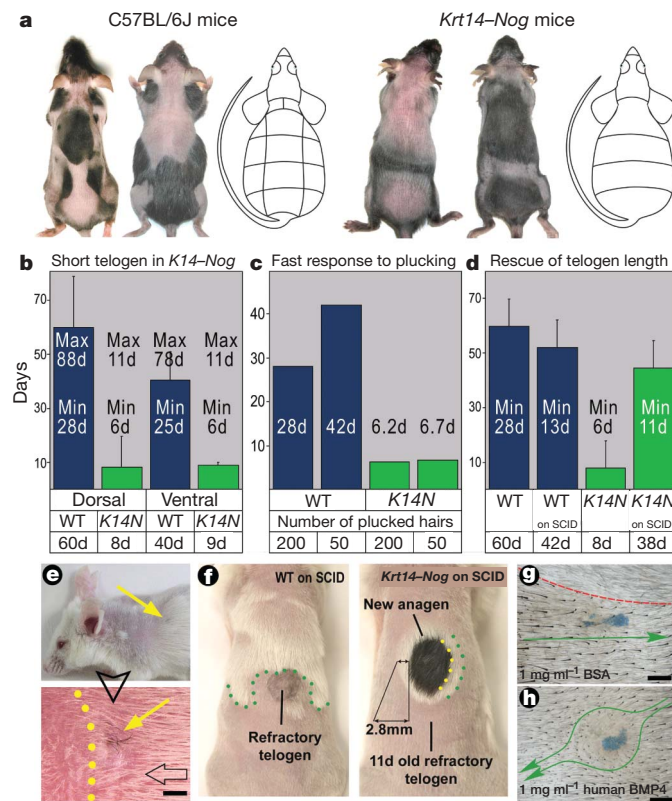 a
C57BL/6J mice
Krt14–Nog mice
b Short telogen in K14–Nog
Days
70
50
30
10
Max 88d
Min 28d
Max 11d
Min 6d
Max 78d
Min 25d
Max 11d
Min 6d
Dorsal Ventral
WT K14N WT K14N
60d 8d 40d 9d
c Fast response to plucking
40
30
20
10
28d 42d 6.2d 6.7d
WT K14N
Number of plucked hairs
200 50 200 50
d Rescue of telogen length
70
50
30
10
Min 28d
Min 13d
Min 6d
Min 11d
WT WT on SCID K14N K14N on SCID
60d 42d 8d 38d
e
f WT on SCID
Refractory
telogen
Krt14–Nog on SCID
New anagen
2.8mm
11d old refractory
telogen
g
1 mg ml⁻¹ BSA
h
1 mg ml⁻¹ human BMP4